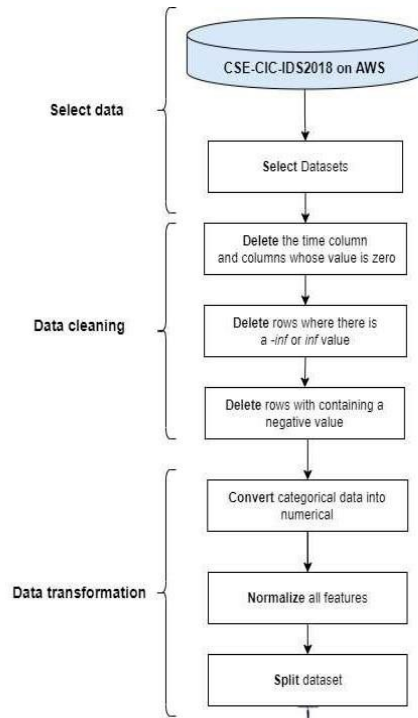 CSE-CIC-IDS2018 on AWS
Select data
Select Datasets
Delete the time column
and columns whose value is zero
Data cleaning
Delete rows where there is
a -inf or inf value
Delete rows with containing a
negative value
Convert categorical data into
numerical
Data transformation
Normalize all features
Split dataset